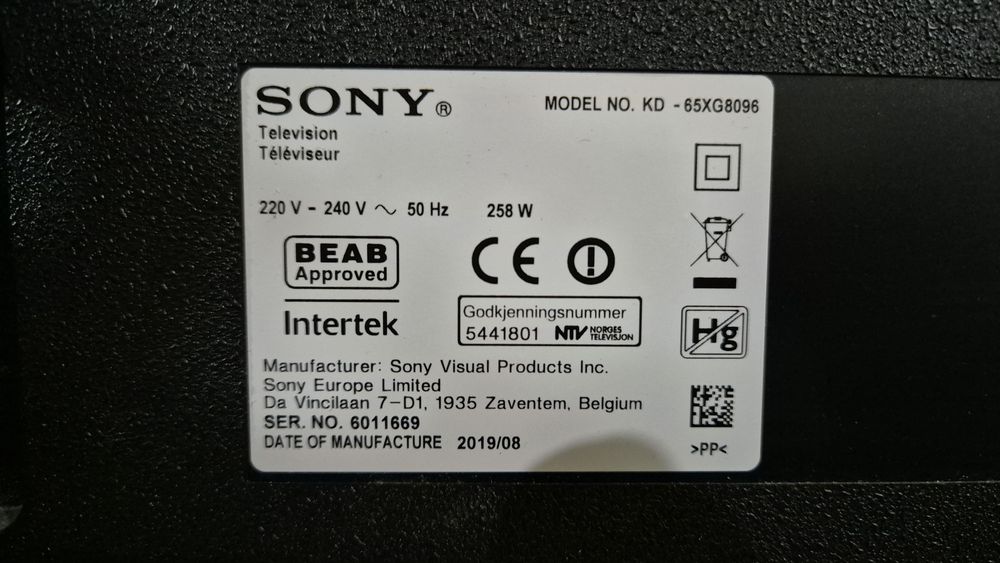 SONY®
MODEL NO. KD - 65XG8096
Television
Téléviseur
220 V - 240 V ~ 50 Hz 258 W
BEAB
Approved
CE
Intertek
Godkjenningsnummer
5441801 NTV NORGES TELEVISJON
Hg
Manufacturer: Sony Visual Products Inc.
Sony Europe Limited
Da Vincilaan 7-D1, 1935 Zaventem, Belgium
SER. NO. 6011669
DATE OF MANUFACTURE 2019/08
>PP<